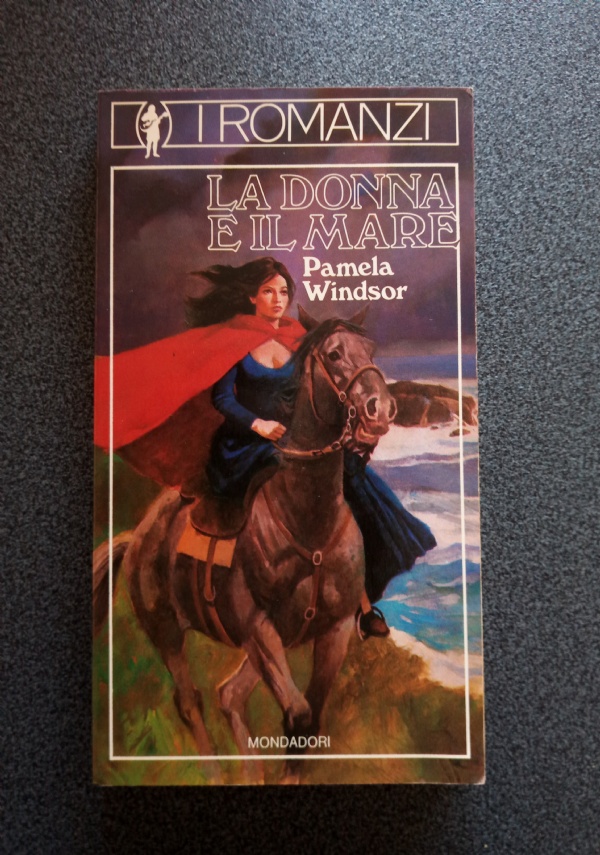 I ROMANZI
LA DONNA
E IL MARE
Pamela
Windsor
MONDADORI